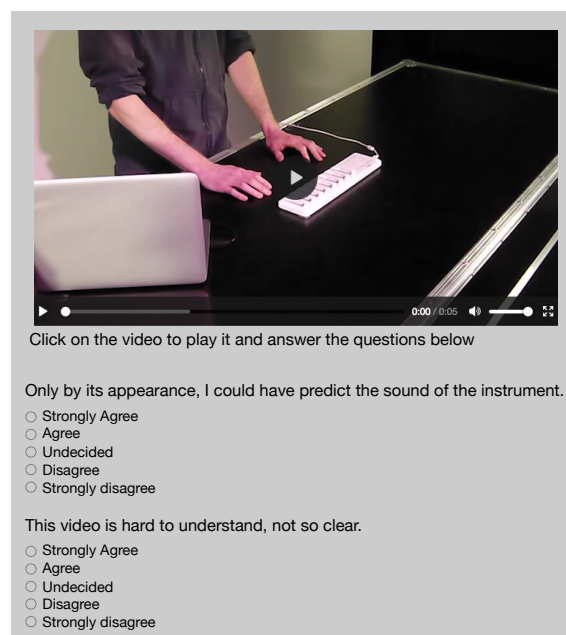 0:00 / 0:05
Click on the video to play it and answer the questions below
Only by its appearance, I could have predict the sound of the instrument.
Strongly Agree
Agree
Undecided
Disagree
Strongly disagree
This video is hard to understand, not so clear.
Strongly Agree
Agree
Undecided
Disagree
Strongly disagree